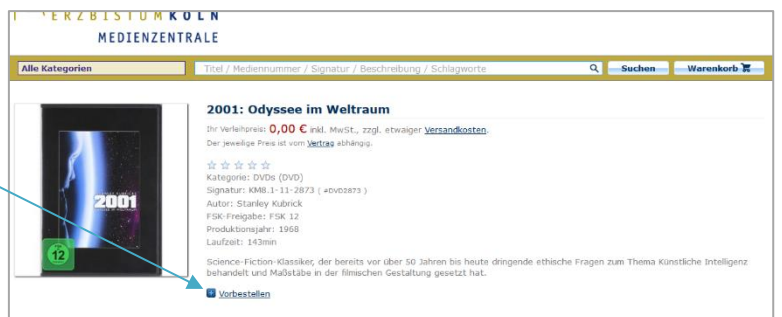 ERZBISTUM KÖLN
MEDIENZENTRALE
Alle Kategorien
Titel / Mediennummer / Signatur / Beschreibung / Schlagworte
Suchen
Warenkorb
2001: Odyssee im Weltraum
Ihr Verleihpreis: 0,00 € inkl. MwSt., zzgl. etwaiger Versandkosten.
Der jeweilige Preis ist vom Vertrag abhängig.
Kategorie: DVDs (DVD)
Signatur: KM8.1-11-2873 ( #DVD2873 )
Autor: Stanley Kubrick
FSK-Freigabe: FSK 12
Produktionsjahr: 1968
Laufzeit: 143min
Science-Fiction-Klassiker, der bereits vor über 50 Jahren bis heute dringende ethische Fragen zum Thema Künstliche Intelligenz
behandelt und Maßstäbe in der filmischen Gestaltung gesetzt hat.
Vorbestellen
2001
12